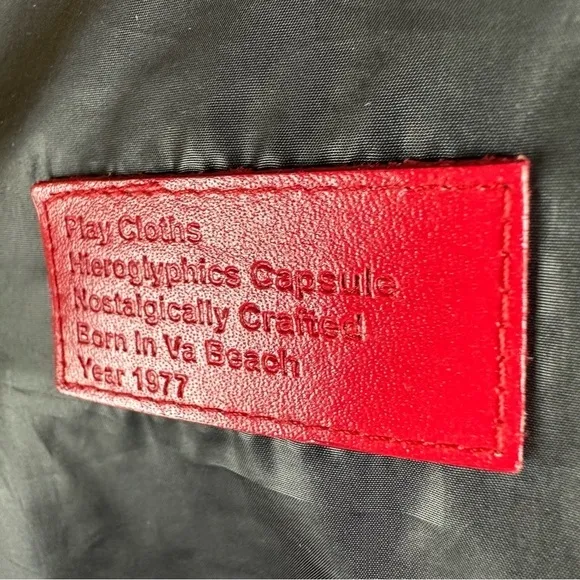 Play Cloths
Hieroglyphics Capsule
Nostalgically Crafted
Born In Va Beach
Year 1977